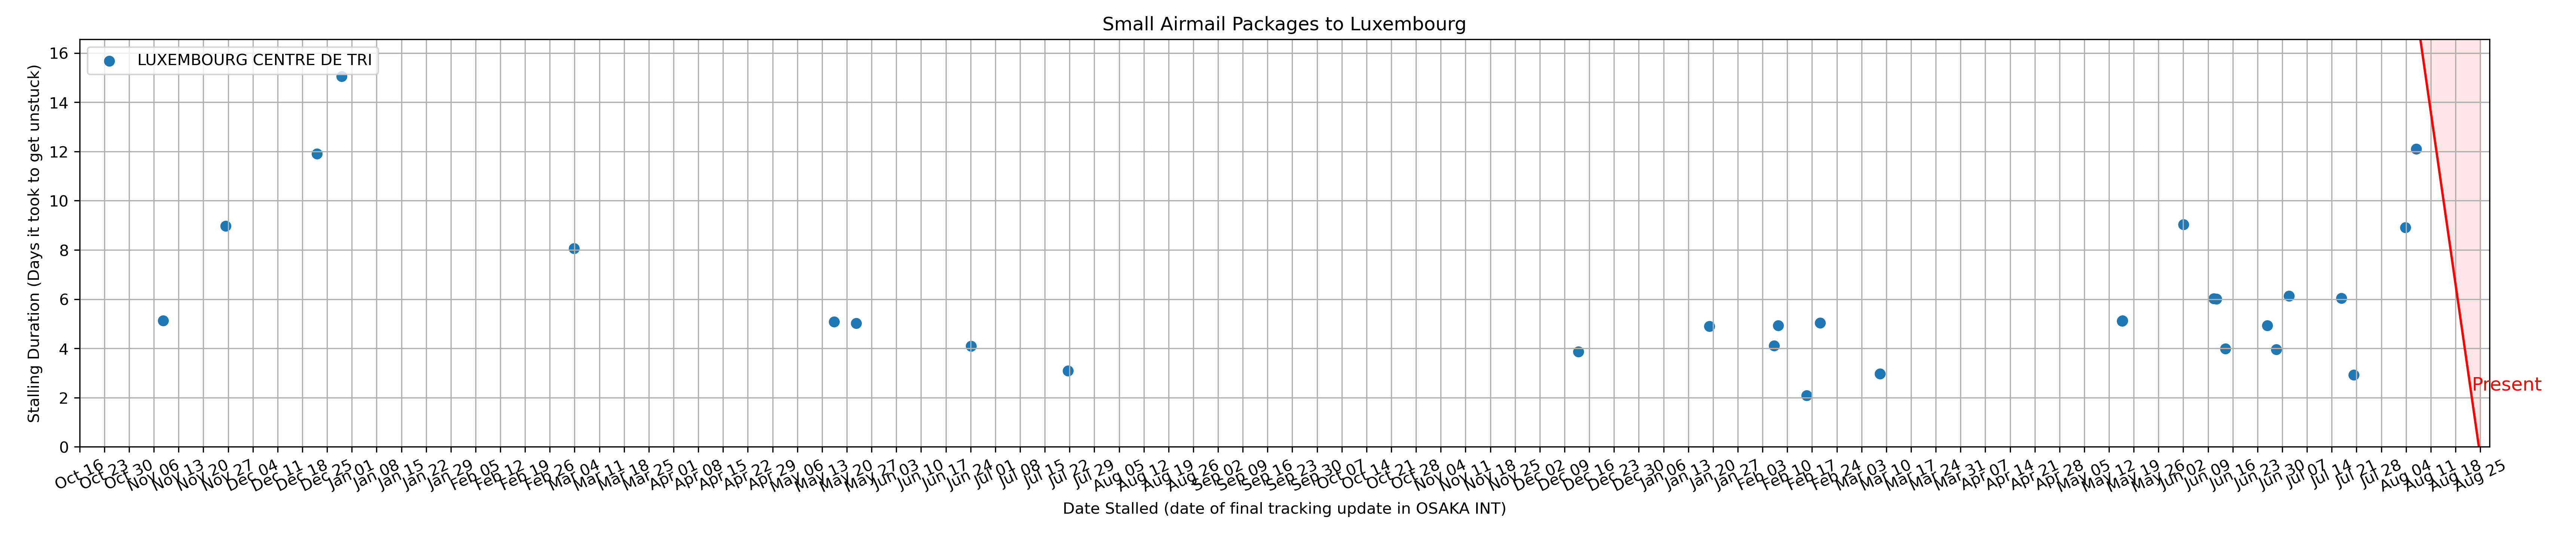 Small Airmail Packages to Luxembourg
LUXEMBOURG CENTRE DE TRI
Stalling Duration (Days it took to get unstuck)
16
14
12
10
8
6
4
2
0
Present
Oct 16
Oct 23
Oct 30
Nov 06
Nov 13
Nov 20
Nov 27
Dec 04
Dec 11
Dec 18
Dec 25
Jan 01
Jan 08
Jan 15
Jan 22
Jan 29
Feb 05
Feb 12
Feb 19
Feb 26
Mar 04
Mar 11
Mar 18
Mar 25
Apr 01
Apr 08
Apr 15
Apr 22
Apr 29
May 06
May 13
May 20
May 27
Jun 03
Jun 10
Jun 17
Jun 24
Jul 01
Jul 08
Jul 15
Jul 22
Jul 29
Aug 05
Aug 12
Aug 19
Aug 26
Sep 02
Sep 09
Sep 16
Sep 23
Sep 30
Oct 07
Oct 14
Oct 21
Oct 28
Nov 04
Nov 11
Nov 18
Nov 25
Dec 02
Dec 09
Dec 16
Dec 23
Dec 30
Jan 06
Jan 13
Jan 20
Jan 27
Feb 03
Feb 10
Feb 17
Feb 24
Mar 03
Mar 10
Mar 17
Mar 24
Mar 31
Apr 07
Apr 14
Apr 21
Apr 28
May 05
May 12
May 19
May 26
Jun 02
Jun 09
Jun 16
Jun 23
Jun 30
Jul 07
Jul 14
Jul 21
Jul 28
Aug 04
Aug 11
Aug 18
Aug 25
Date Stalled (date of final tracking update in OSAKA INT)